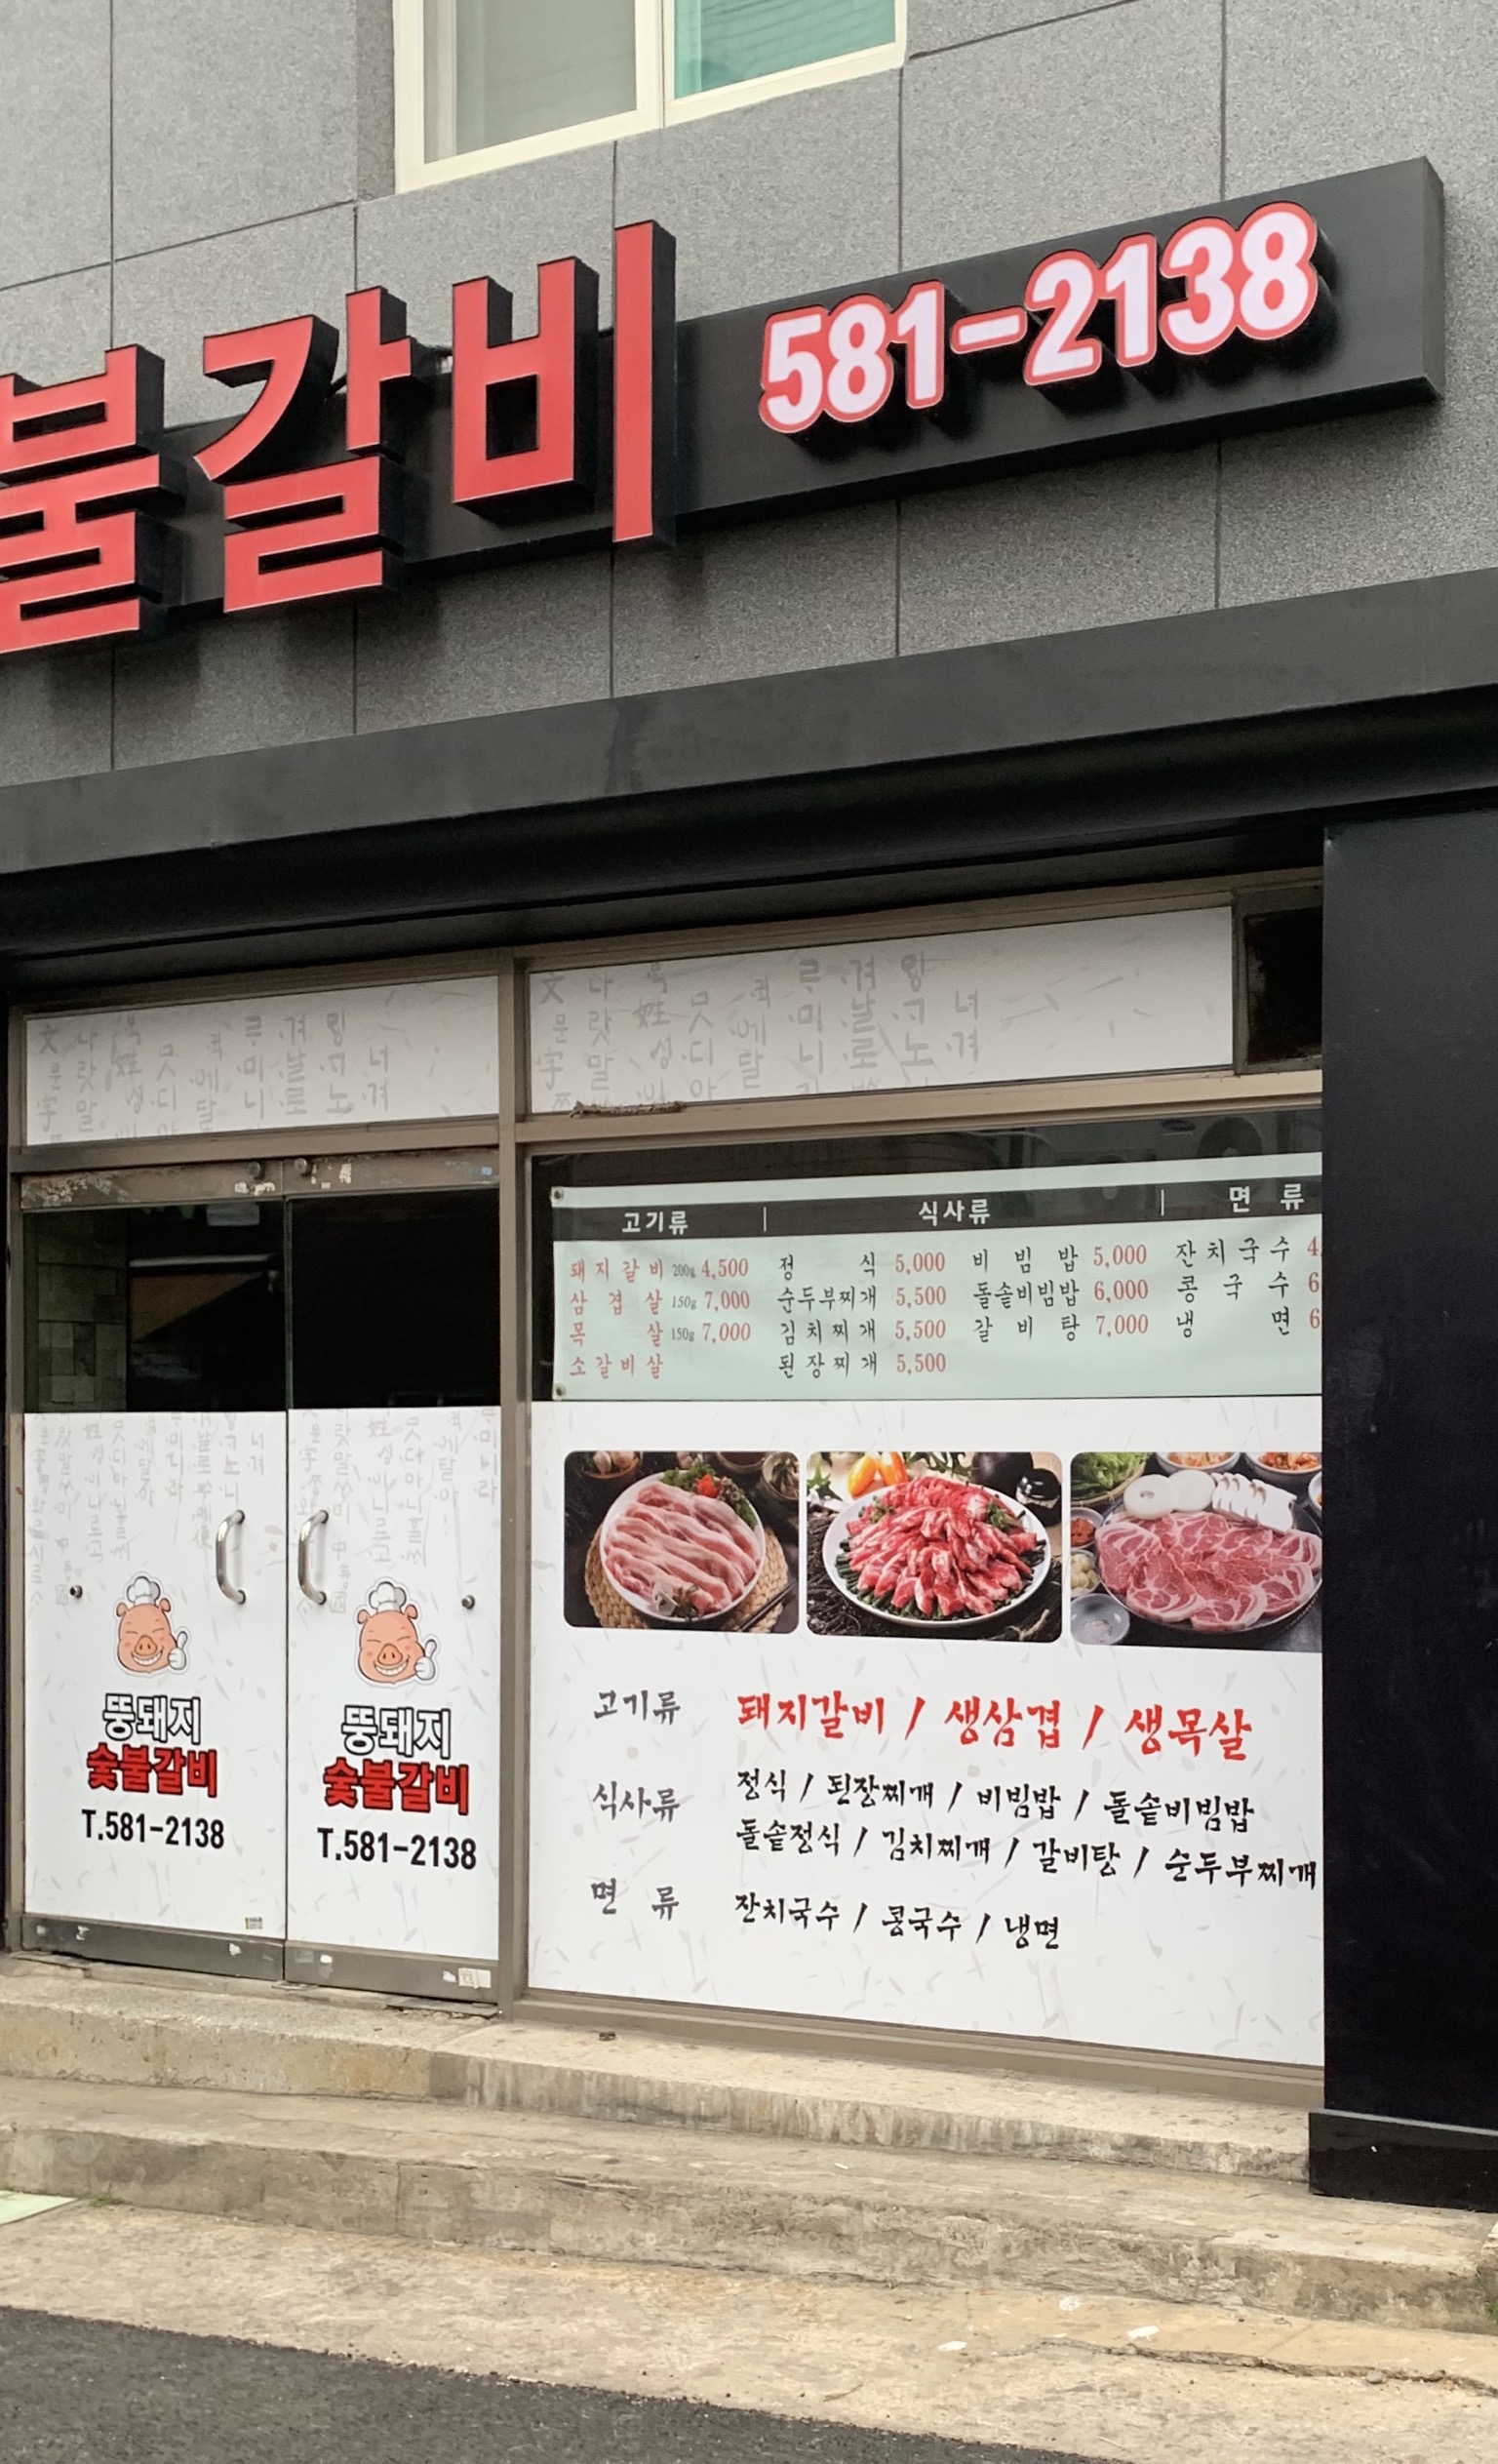 불갈비 581-2138
고기류 | 식사류 | 면 류
돼지갈비 200g 4,500 정 식 5,000 비 빔 밥 5,000 잔치국수 4,
삼 겹 살 150g 7,000 순두부찌개 5,500 돌솥비빔밥 6,000 콩 국 수 6
목 살 150g 7,000 김치찌개 5,500 갈 비 탕 7,000 냉 면 6
소갈비살 된장찌개 5,500
뚱돼지
숯불갈비
T.581-2138
뚱돼지
숯불갈비
T.581-2138
고기류 돼지갈비 / 생삼겹 / 생목살
식사류 정식 / 된장찌개 / 비빔밥 / 돌솥비빔밥
돌솥정식 / 김치찌개 / 갈비탕 / 순두부찌개
면 류 잔치국수 / 콩국수 / 냉면